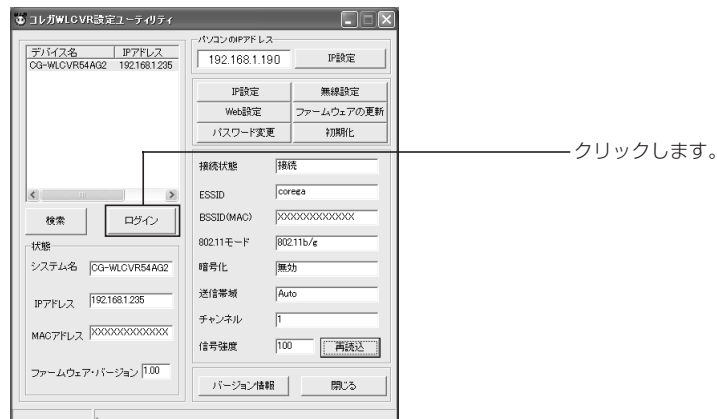 コレガWLCVR設定ユーティリティ
デバイス名 IPアドレス
CG-WLCVR54AG2 192.168.1.235
検索 ログイン
状態
システム名 CG-WLCVR54AG2
IPアドレス 192.168.1.235
MACアドレス XXXXXXXXXXXX
ファームウェア・バージョン 1.00
パソコンのIPアドレス
192.168.1.190 IP設定
IP設定 無線設定
Web設定 ファームウェアの更新
パスワード変更 初期化
接続状態 接続
ESSID corega
BSSID(MAC) XXXXXXXXXXXX
802.11モード 802.11b/g
暗号化 無効
送信帯域 Auto
チャンネル 1
信号強度 100 再読込
バージョン情報 閉じる
クリックします。